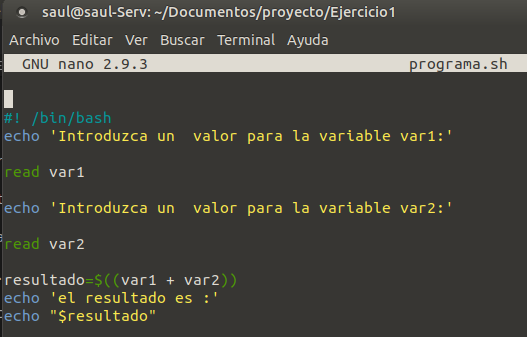 saul@saul-Serv: ~/Documentos/proyecto/Ejercicio1
Archivo Editar Ver Buscar Terminal Ayuda
GNU nano 2.9.3 programa.sh
#! /bin/bash
echo 'Introduzca un  valor para la variable var1:'
read var1
echo 'Introduzca un  valor para la variable var2:'
read var2
resultado=$((var1 + var2))
echo 'el resultado es :'
echo "$resultado"